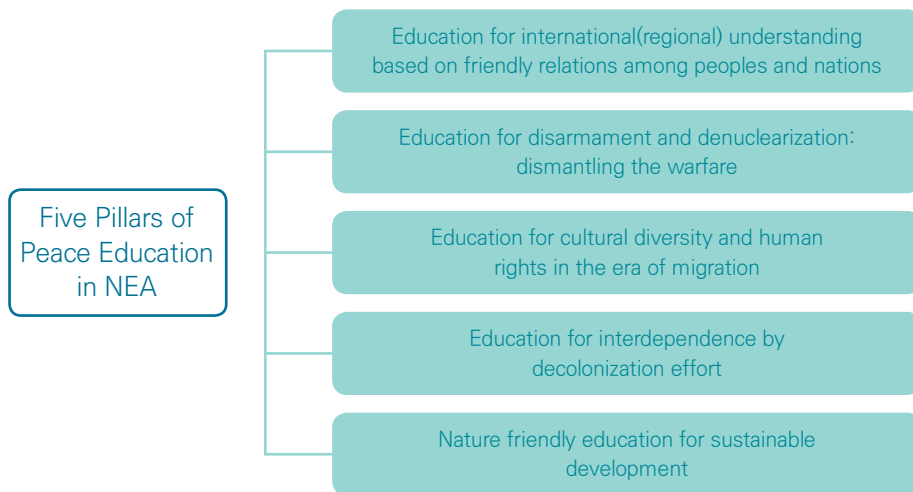 Five Pillars of
Peace Education
in NEA
Education for international(regional) understanding
based on friendly relations among peoples and nations
Education for disarmament and denuclearization:
dismantling the warfare
Education for cultural diversity and human
rights in the era of migration
Education for interdependence by
decolonization effort
Nature friendly education for sustainable
development